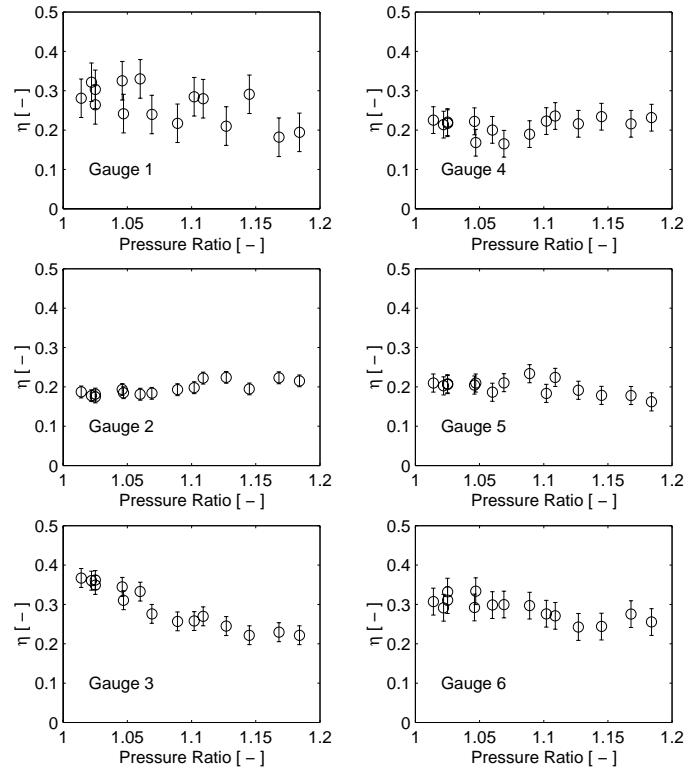 0.5
0.4
0.3
0.2
0.1
0
η [ − ]
Gauge 1
1 1.05 1.1 1.15 1.2
Pressure Ratio [ − ]
0.5
0.4
0.3
0.2
0.1
0
η [ − ]
Gauge 4
1 1.05 1.1 1.15 1.2
Pressure Ratio [ − ]
0.5
0.4
0.3
0.2
0.1
0
η [ − ]
Gauge 2
1 1.05 1.1 1.15 1.2
Pressure Ratio [ − ]
0.5
0.4
0.3
0.2
0.1
0
η [ − ]
Gauge 5
1 1.05 1.1 1.15 1.2
Pressure Ratio [ − ]
0.5
0.4
0.3
0.2
0.1
0
η [ − ]
Gauge 3
1 1.05 1.1 1.15 1.2
Pressure Ratio [ − ]
0.5
0.4
0.3
0.2
0.1
0
η [ − ]
Gauge 6
1 1.05 1.1 1.15 1.2
Pressure Ratio [ − ]